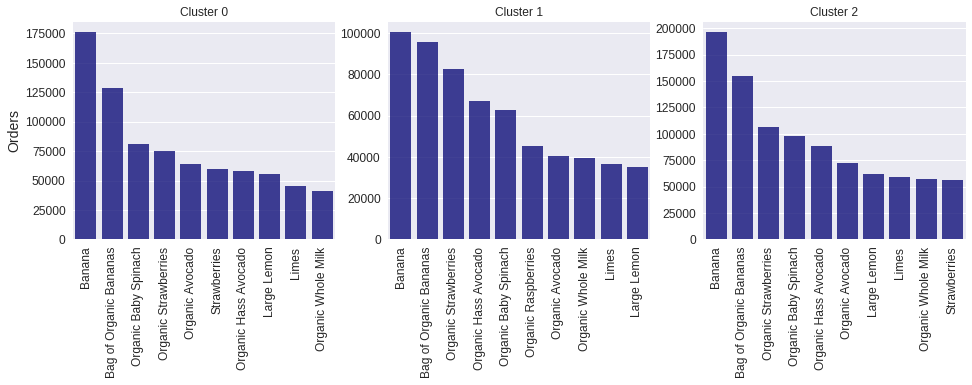 Cluster 0
Orders
175000
150000
125000
100000
75000
50000
25000
0
Banana
Bag of Organic Bananas
Organic Baby Spinach
Organic Strawberries
Organic Avocado
Strawberries
Organic Hass Avocado
Large Lemon
Limes
Organic Whole Milk
Cluster 1
100000
80000
60000
40000
20000
0
Banana
Bag of Organic Bananas
Organic Strawberries
Organic Hass Avocado
Organic Baby Spinach
Organic Raspberries
Organic Avocado
Organic Whole Milk
Limes
Large Lemon
Cluster 2
200000
175000
150000
125000
100000
75000
50000
25000
0
Banana
Bag of Organic Bananas
Organic Strawberries
Organic Baby Spinach
Organic Hass Avocado
Organic Avocado
Large Lemon
Limes
Organic Whole Milk
Strawberries